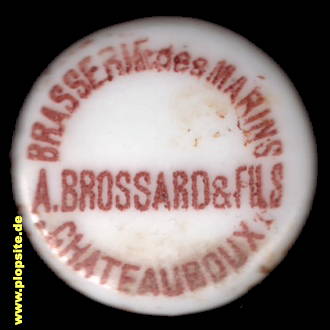 BRASSERIE des MARINS
A. BROSSARD & FILS
CHATEAUROUX
www.plopsite.de